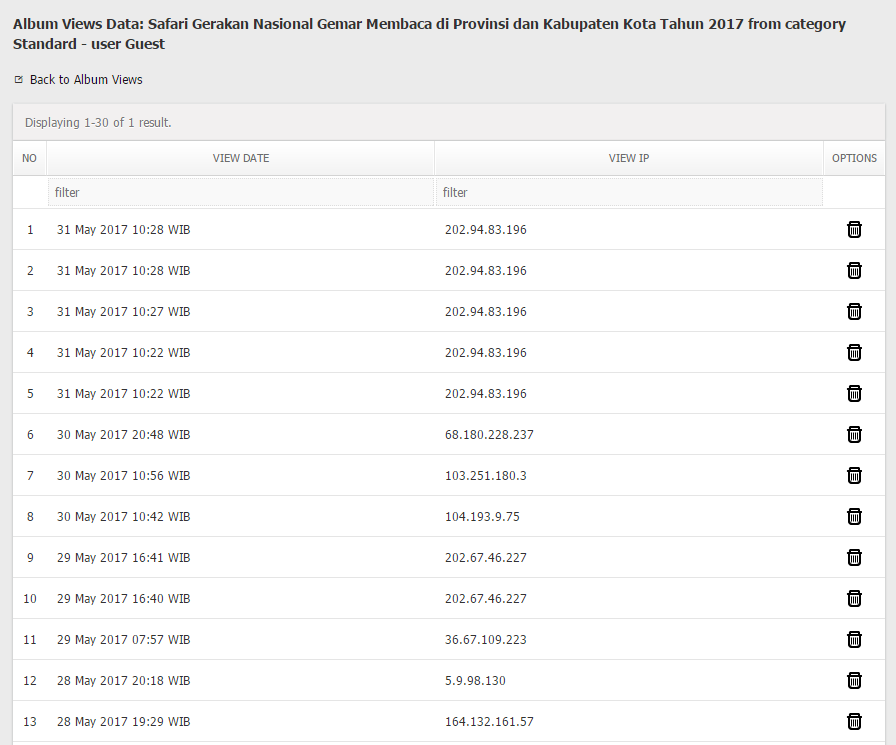 Album Views Data: Safari Gerakan Nasional Gemar Membaca di Provinsi dan Kabupaten Kota Tahun 2017 from category
Standard - user Guest
Back to Album Views
Displaying 1-30 of 1 result.
NO VIEW DATE VIEW IP OPTIONS
filter filter
1 31 May 2017 10:28 WIB 202.94.83.196
2 31 May 2017 10:28 WIB 202.94.83.196
3 31 May 2017 10:27 WIB 202.94.83.196
4 31 May 2017 10:22 WIB 202.94.83.196
5 31 May 2017 10:22 WIB 202.94.83.196
6 30 May 2017 20:48 WIB 68.180.228.237
7 30 May 2017 10:56 WIB 103.251.180.3
8 30 May 2017 10:42 WIB 104.193.9.75
9 29 May 2017 16:41 WIB 202.67.46.227
10 29 May 2017 16:40 WIB 202.67.46.227
11 29 May 2017 07:57 WIB 36.67.109.223
12 28 May 2017 20:18 WIB 5.9.98.130
13 28 May 2017 19:29 WIB 164.132.161.57